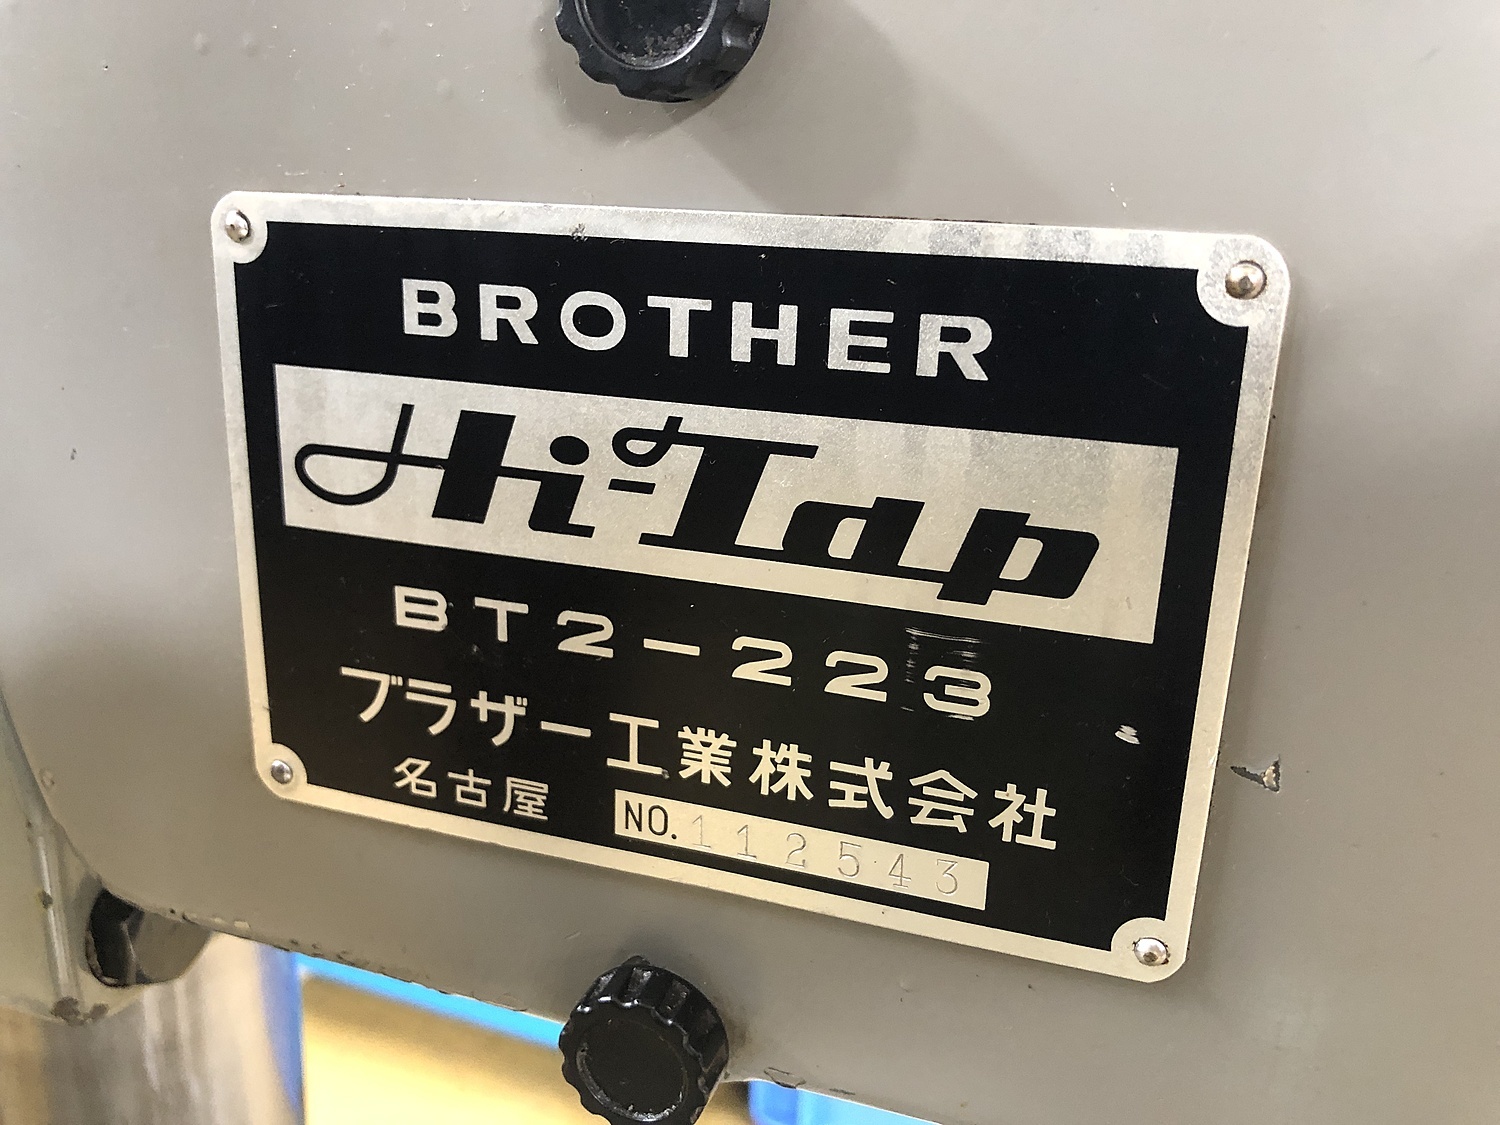 BROTHER
Hi-Tap
BT2-223
ブラザー工業株式会社
名古屋
NO. 112543